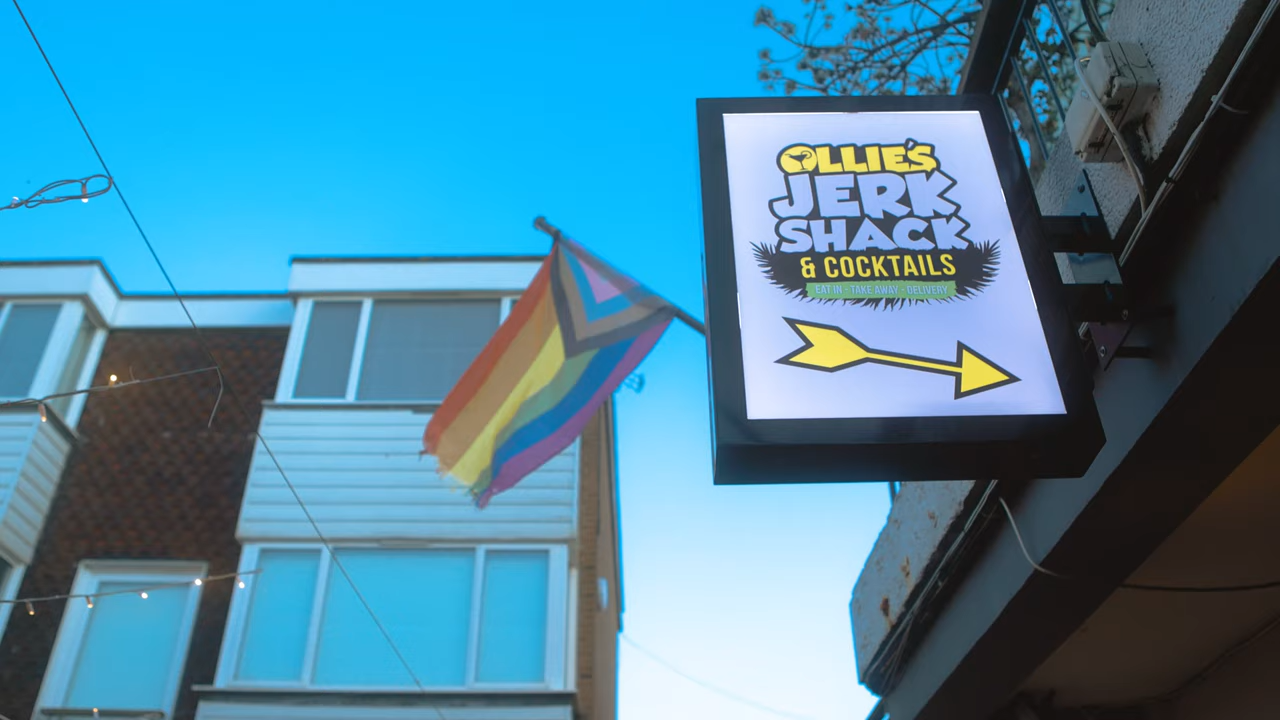 OLLIE'S
JERK
SHACK
& COCKTAILS
EAT IN - TAKE AWAY - DELIVERY